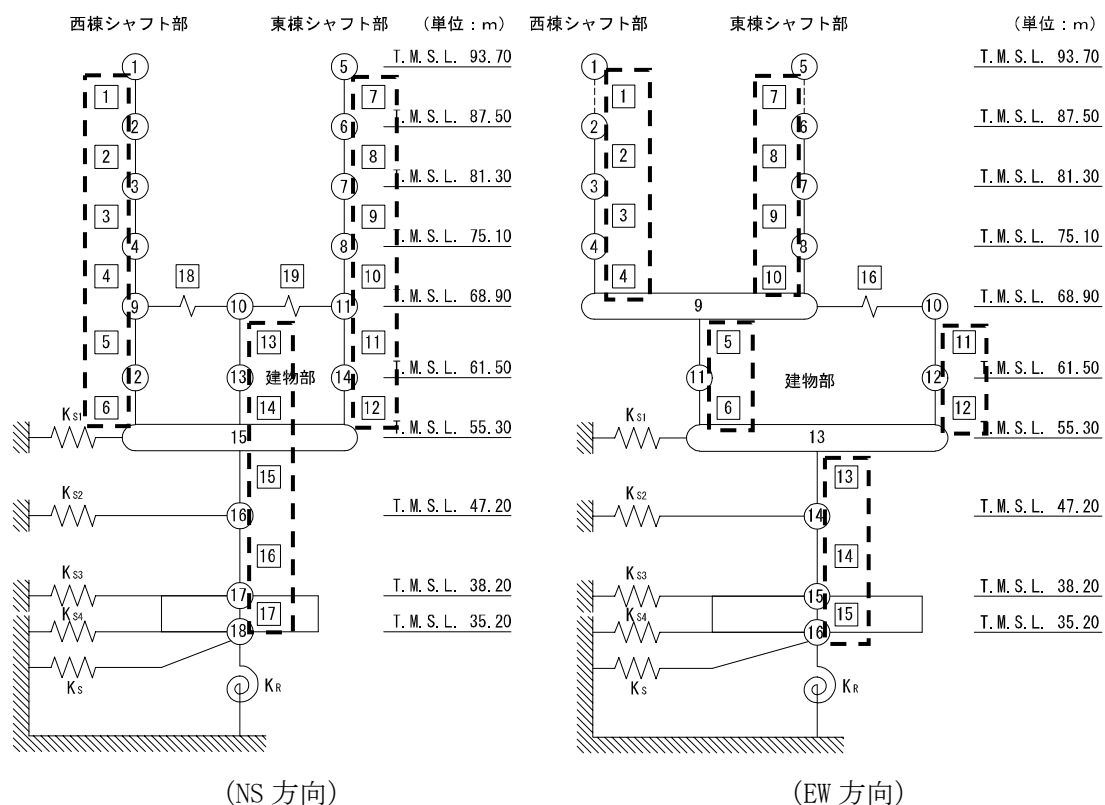 西棟シャフト部 東棟シャフト部 (単位:m)
1 5 T.M.S.L. 93.70
1 7
2 6 T.M.S.L. 87.50
2 8
3 7 T.M.S.L. 81.30
3 9
4 8 T.M.S.L. 75.10
4 18 19 10
9 10 11 T.M.S.L. 68.90
5 13 11
12 13 建物部 14 T.M.S.L. 61.50
6 14 12
KS1 15 T.M.S.L. 55.30
15
KS2 16 T.M.S.L. 47.20
16
KS3 17 T.M.S.L. 38.20
KS4 17
18 T.M.S.L. 35.20
KS
KR
(NS 方向)
西棟シャフト部 東棟シャフト部 (単位:m)
1 5 T.M.S.L. 93.70
1 7
2 6 T.M.S.L. 87.50
2 8
3 7 T.M.S.L. 81.30
3 9
4 8 T.M.S.L. 75.10
4 10 16
9 10 T.M.S.L. 68.90
5 11
11 建物部 12 T.M.S.L. 61.50
6 12
KS1 13 T.M.S.L. 55.30
13
KS2 14 T.M.S.L. 47.20
14
KS3 15 T.M.S.L. 38.20
KS4 15
16 T.M.S.L. 35.20
KS
KR
(EW 方向)